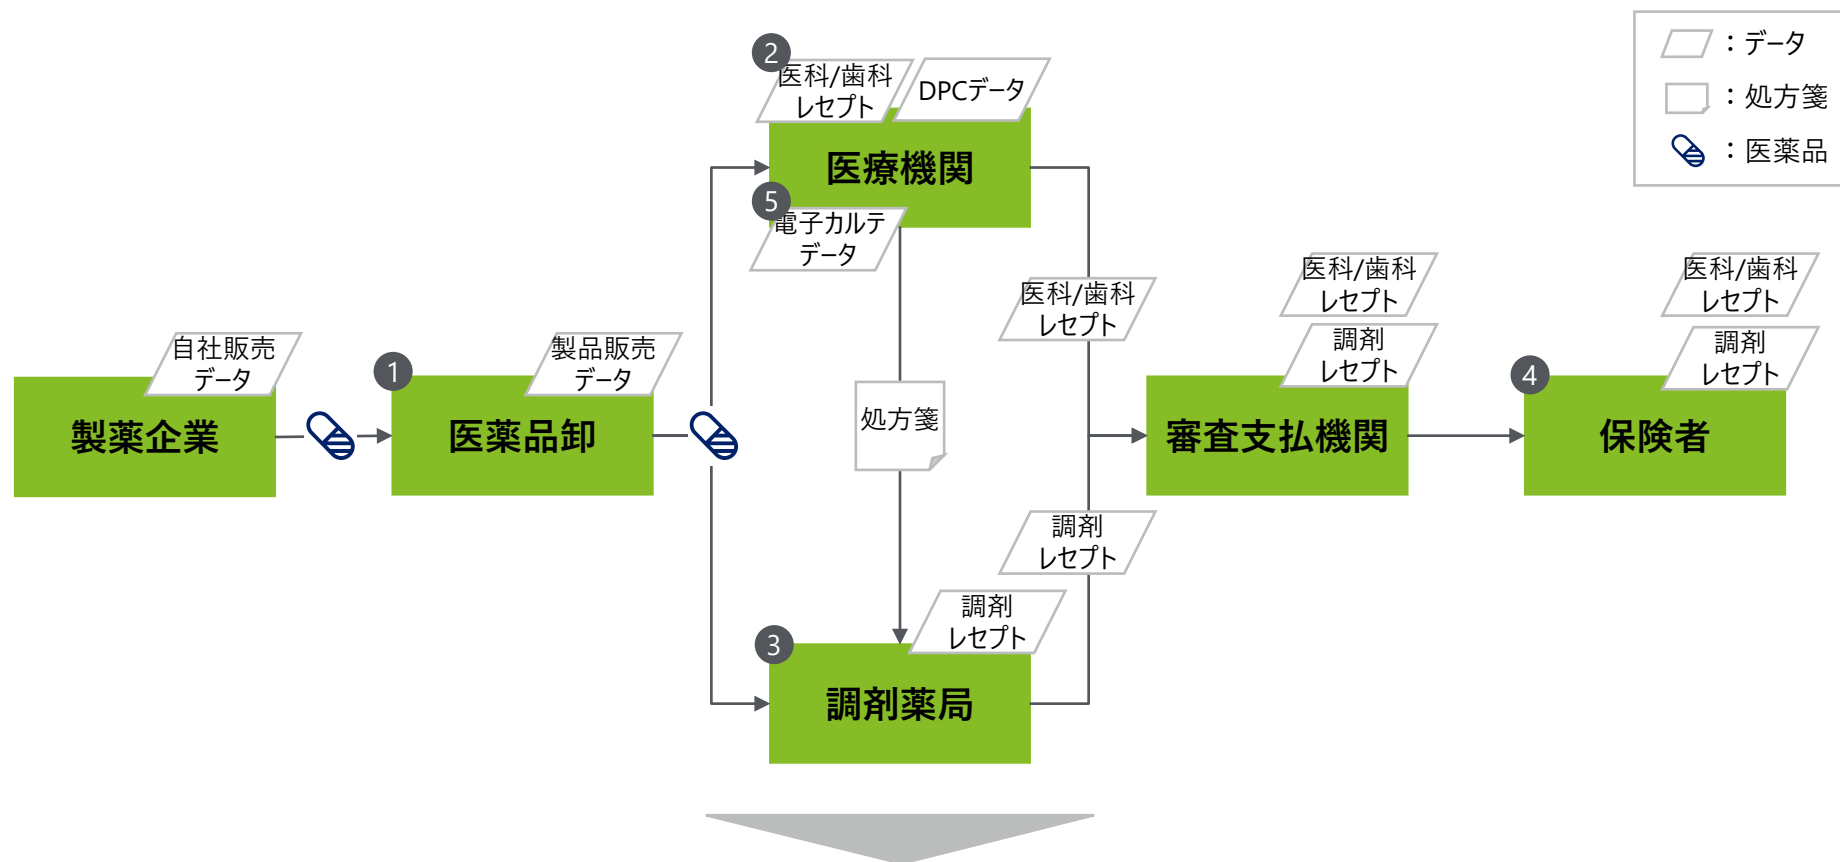 2
医科/歯科
レセプト
DPCデータ
医療機関
5
電子カルテ
データ
：データ
：処方箋
：医薬品
自社販売
データ
製薬企業
1
製品販売
データ
医薬品卸
処方箋
医科/歯科
レセプト
調剤
レセプト
3
調剤
レセプト
調剤薬局
医科/歯科
レセプト
調剤
レセプト
審査支払機関
医科/歯科
レセプト
4
調剤
レセプト
保険者